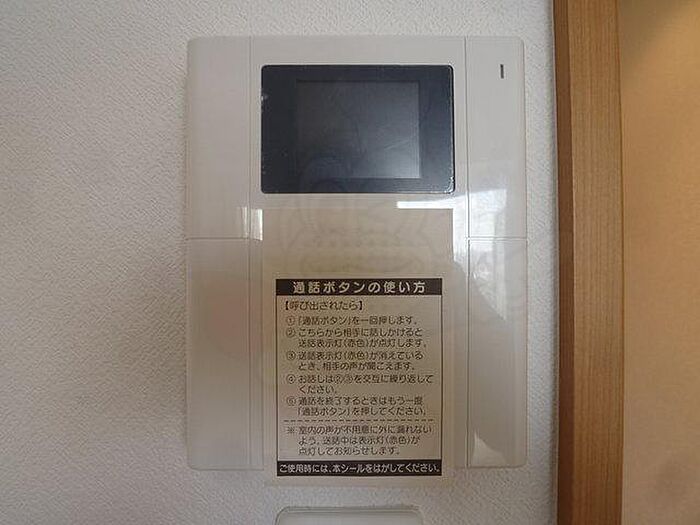 通話ボタンの使い方
【呼び出されたら】
①「通話ボタン」を一回押します。
②こちらから相手に話しかけると
送話表示灯(赤色)が点灯します。
③送話表示灯(赤色)が消えている
とき、相手の声が聞こえます。
④お話しは②③を交互に繰り返して
ください。
⑤通話を終了するときはもう一度
「通話ボタン」を押してください。
※室内の声が不用意に外に漏れない
よう、送話中は表示灯(赤色)が
点灯してお知らせします。
ご使用時には、本シールをはがしてください。